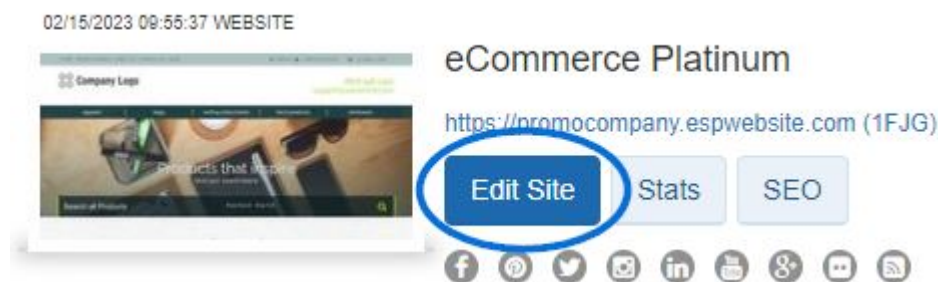 02/15/2023 09:55:37 WEBSITE
Company Logo
Products that inspire
Search all Products
eCommerce Platinum
https://promocompany.espwebsite.com (1FJG)
Edit Site
Stats
SEO